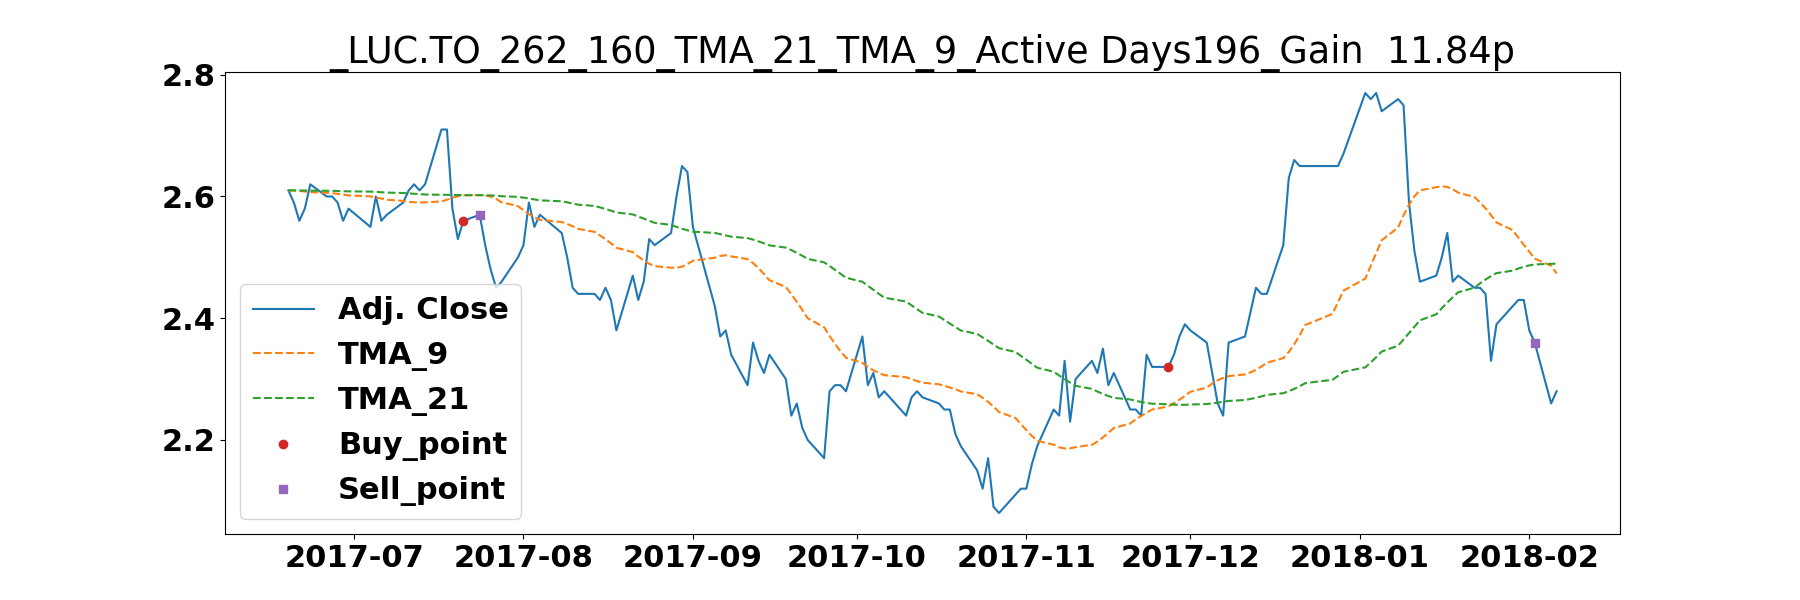 _LUC.TO_262_160_TMA_21_TMA_9_Active Days196_Gain  11.84p
2.8
2.6
2.4
2.2
Adj. Close
TMA_9
TMA_21
Buy_point
Sell_point
2017-07 2017-08 2017-09 2017-10 2017-11 2017-12 2018-01 2018-02